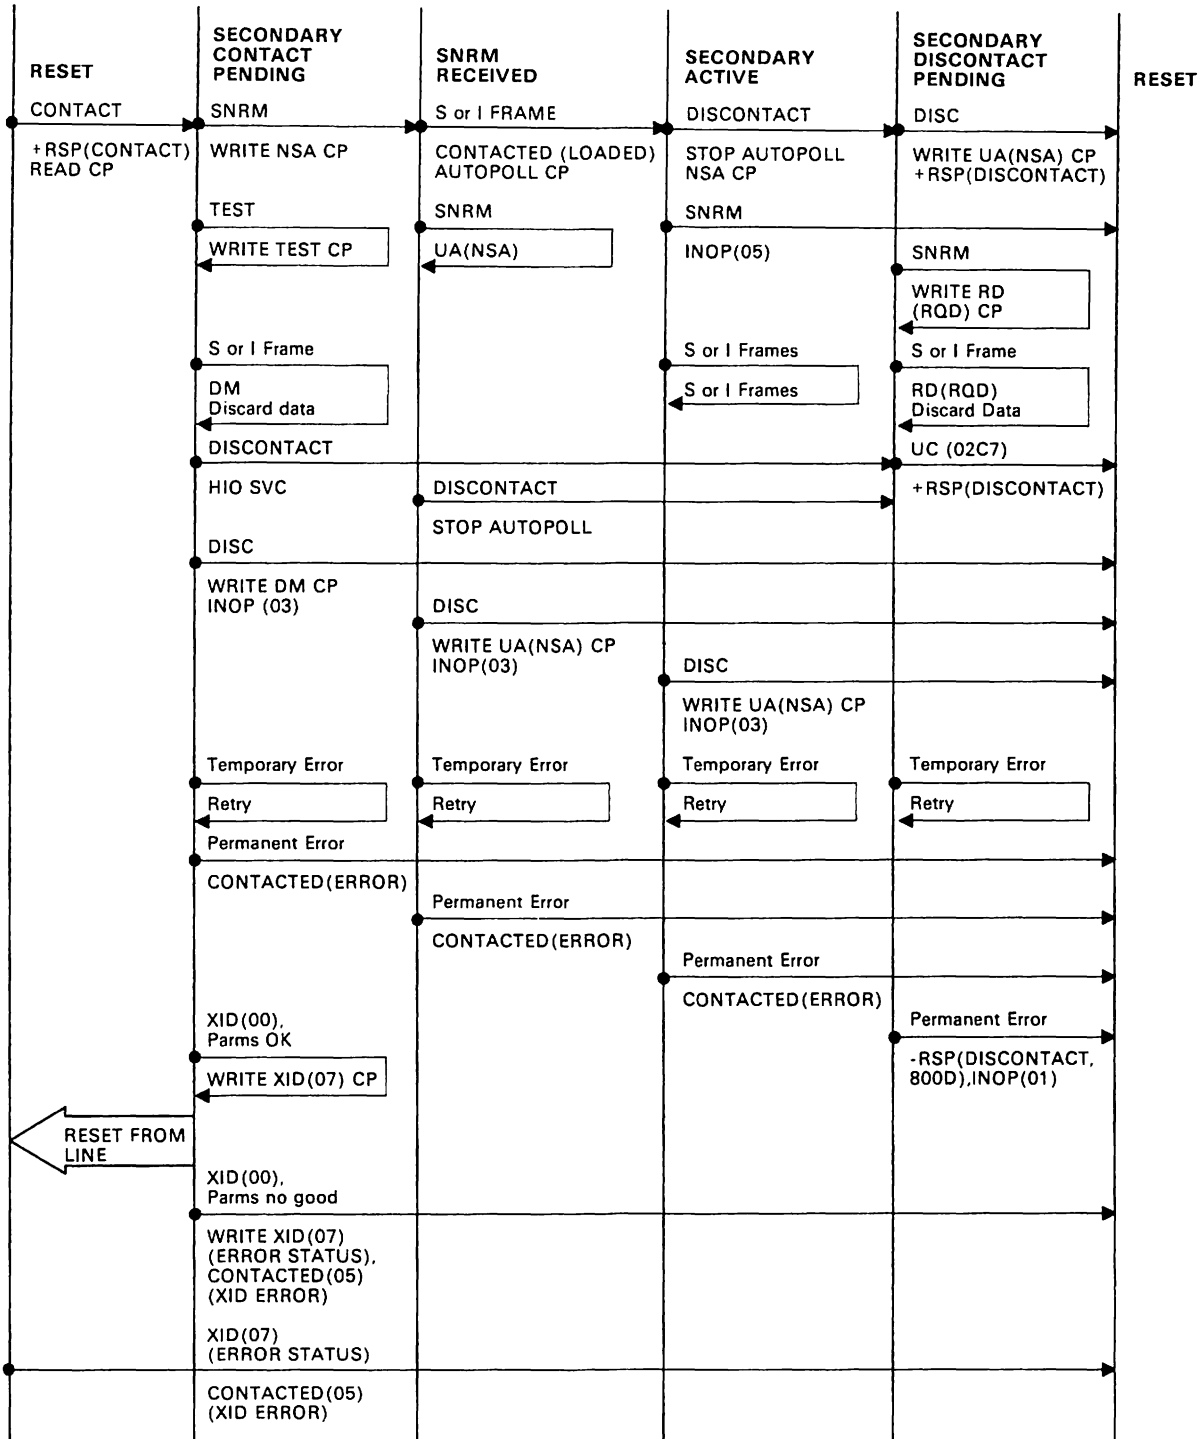 RESET
SECONDARY
CONTACT
PENDING
SNRM
RECEIVED
SECONDARY
ACTIVE
SECONDARY
DISCONTACT
PENDING
RESET
CONTACT
+RSP(CONTACT)
READ CP
SNRM
WRITE NSA CP
S or I FRAME
CONTACTED (LOADED)
AUTOPOLL CP
DISCONTACT
STOP AUTOPOLL
NSA CP
DISC
WRITE UA(NSA) CP
+RSP(DISCONTACT)
TEST
WRITE TEST CP
SNRM
UA(NSA)
SNRM
INOP(05)
SNRM
WRITE RD
(RQD) CP
S or I Frame
DM
Discard data
S or I Frames
S or I Frames
S or I Frame
RD(RQD)
Discard Data
DISCONTACT
HIO SVC
UC (02C7)
+RSP(DISCONTACT)
DISCONTACT
STOP AUTOPOLL
DISC
WRITE DM CP
INOP (03)
DISC
WRITE UA(NSA) CP
INOP(03)
DISC
WRITE UA(NSA) CP
INOP(03)
Temporary Error
Retry
Temporary Error
Retry
Temporary Error
Retry
Temporary Error
Retry
Permanent Error
CONTACTED(ERROR)
Permanent Error
CONTACTED(ERROR)
Permanent Error
CONTACTED(ERROR)
Permanent Error
-RSP(DISCONTACT,
800D),INOP(01)
XID(00),
Parms OK
WRITE XID(07) CP
RESET FROM
LINE
XID(00),
Parms no good
WRITE XID(07)
(ERROR STATUS),
CONTACTED(05)
(XID ERROR)
XID(07)
(ERROR STATUS)
CONTACTED(05)
(XID ERROR)